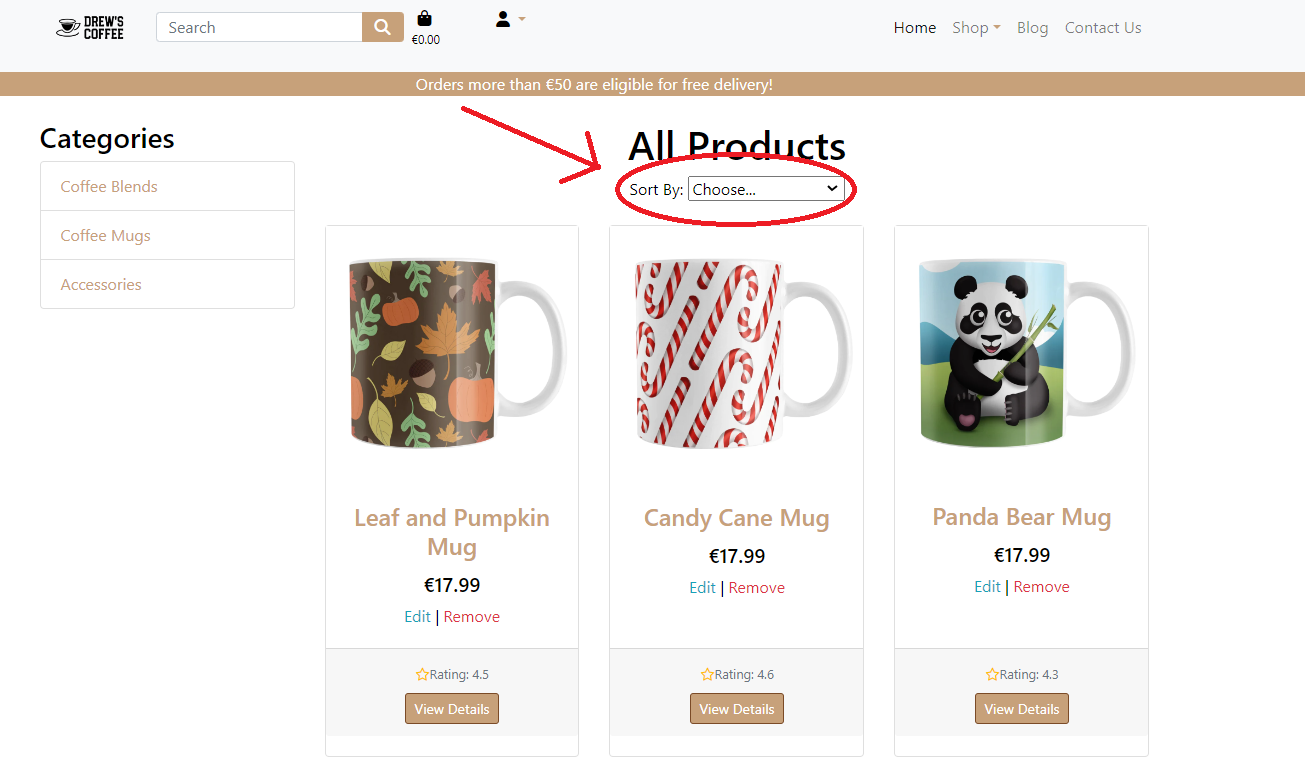 DREW'S
COFFEE
Search
€0.00
Home Shop Blog Contact Us
Orders more than €50 are eligible for free delivery!
Categories
Coffee Blends
Coffee Mugs
Accessories
All Products
Sort By: Choose...
Leaf and Pumpkin
Mug
€17.99
Edit | Remove
Rating: 4.5
View Details
Candy Cane Mug
€17.99
Edit | Remove
Rating: 4.6
View Details
Panda Bear Mug
€17.99
Edit | Remove
Rating: 4.3
View Details